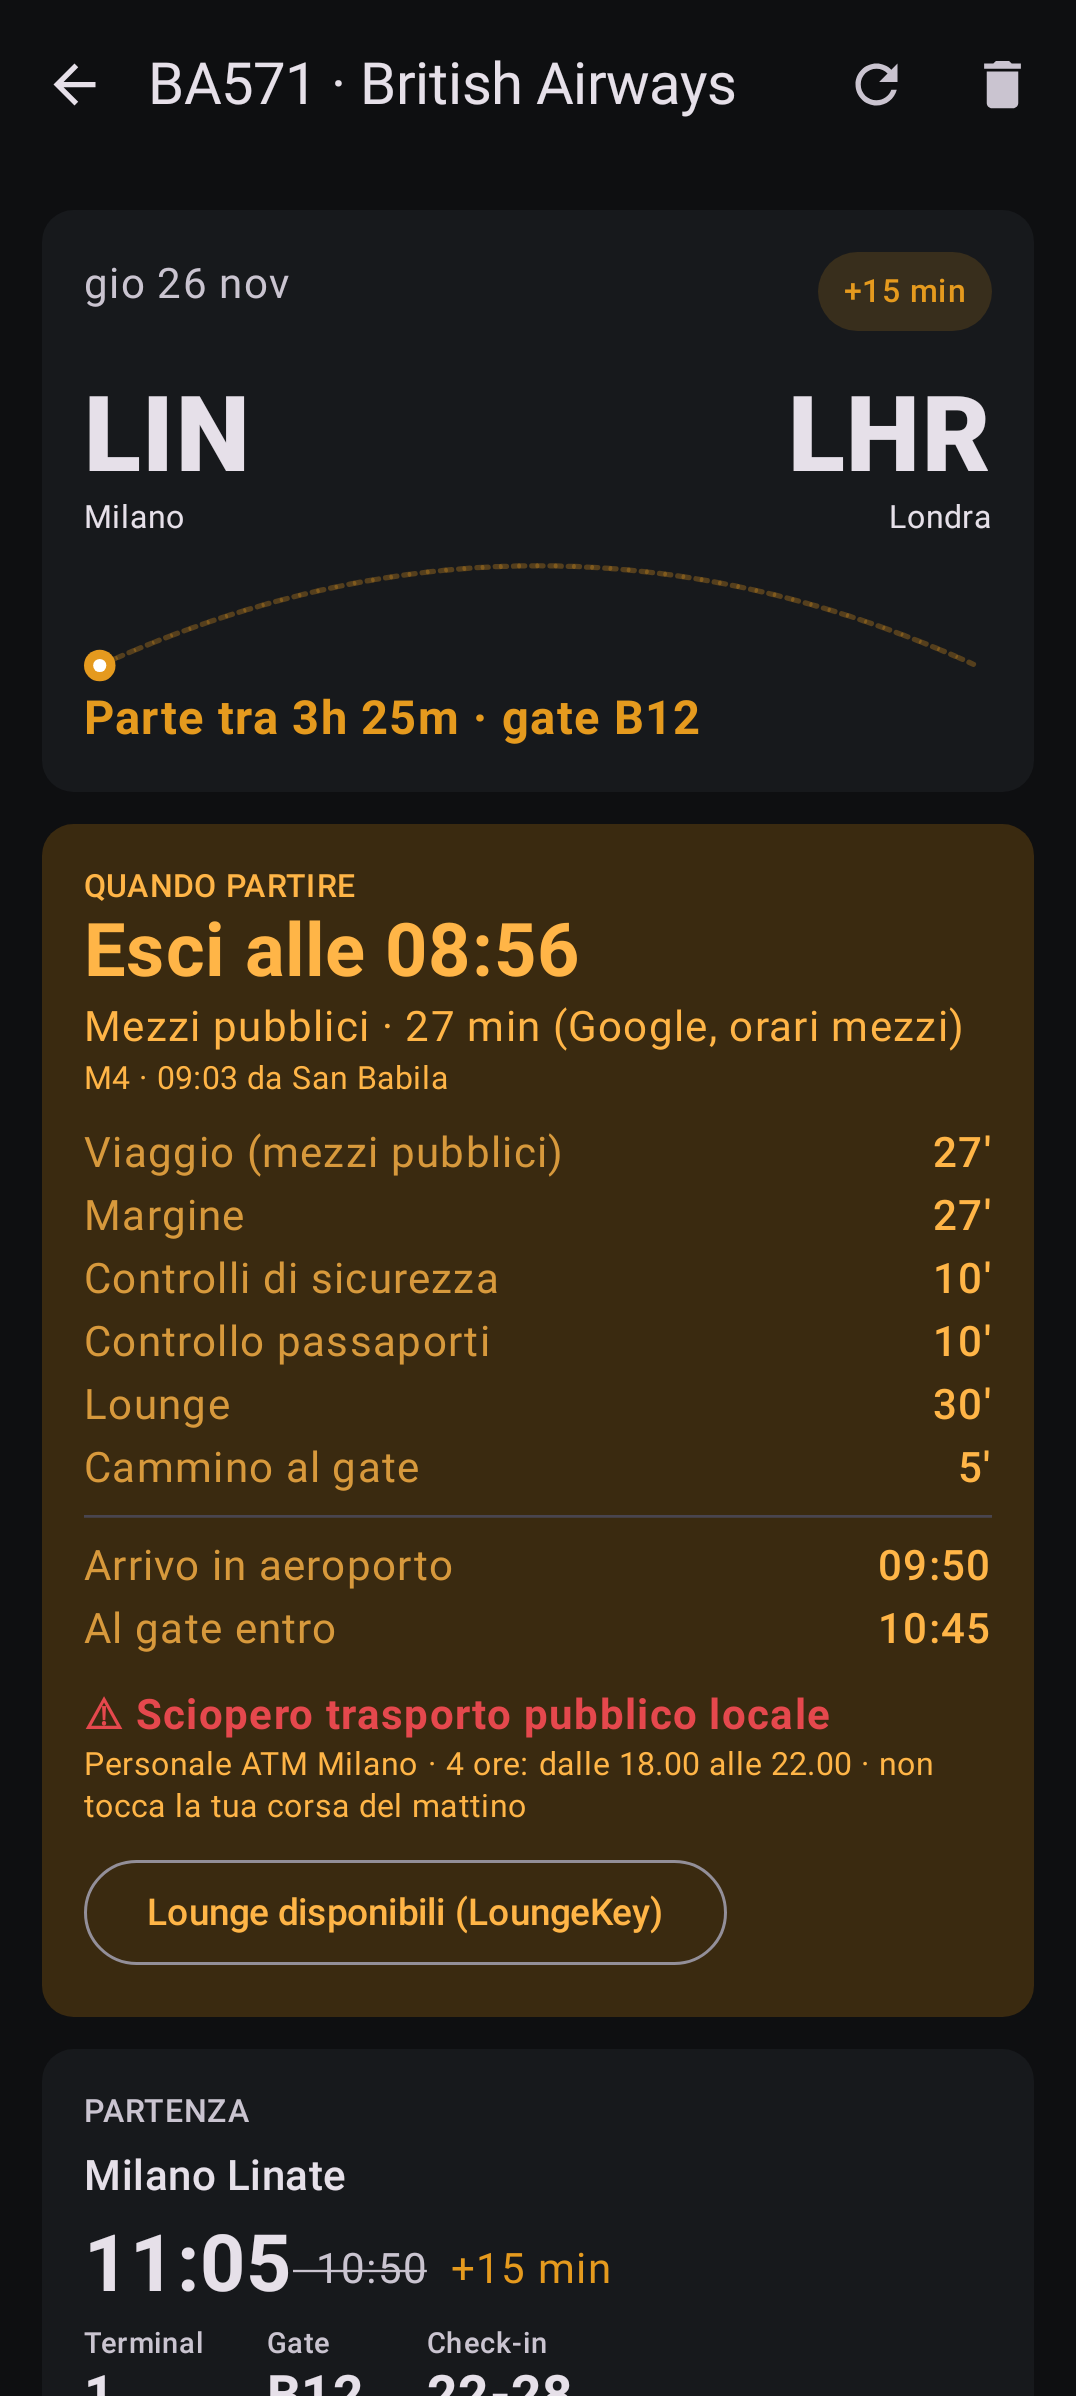 BA571 · British Airways
gio 26 nov
+15 min
LIN
LHR
Milano
Londra
Parte tra 3h 25m · gate B12
QUANDO PARTIRE
Esci alle 08:56
Mezzi pubblici · 27 min (Google, orari mezzi)
M4 · 09:03 da San Babila
Viaggio (mezzi pubblici) 27'
Margine 27'
Controlli di sicurezza 10'
Controllo passaporti 10'
Lounge 30'
Cammino al gate 5'
Arrivo in aeroporto 09:50
Al gate entro 10:45
⚠ Sciopero trasporto pubblico locale
Personale ATM Milano · 4 ore: dalle 18.00 alle 22.00 · non
tocca la tua corsa del mattino
Lounge disponibili (LoungeKey)
PARTENZA
Milano Linate
11:05 10:50 +15 min
Terminal Gate Check-in
1 B12 22-28